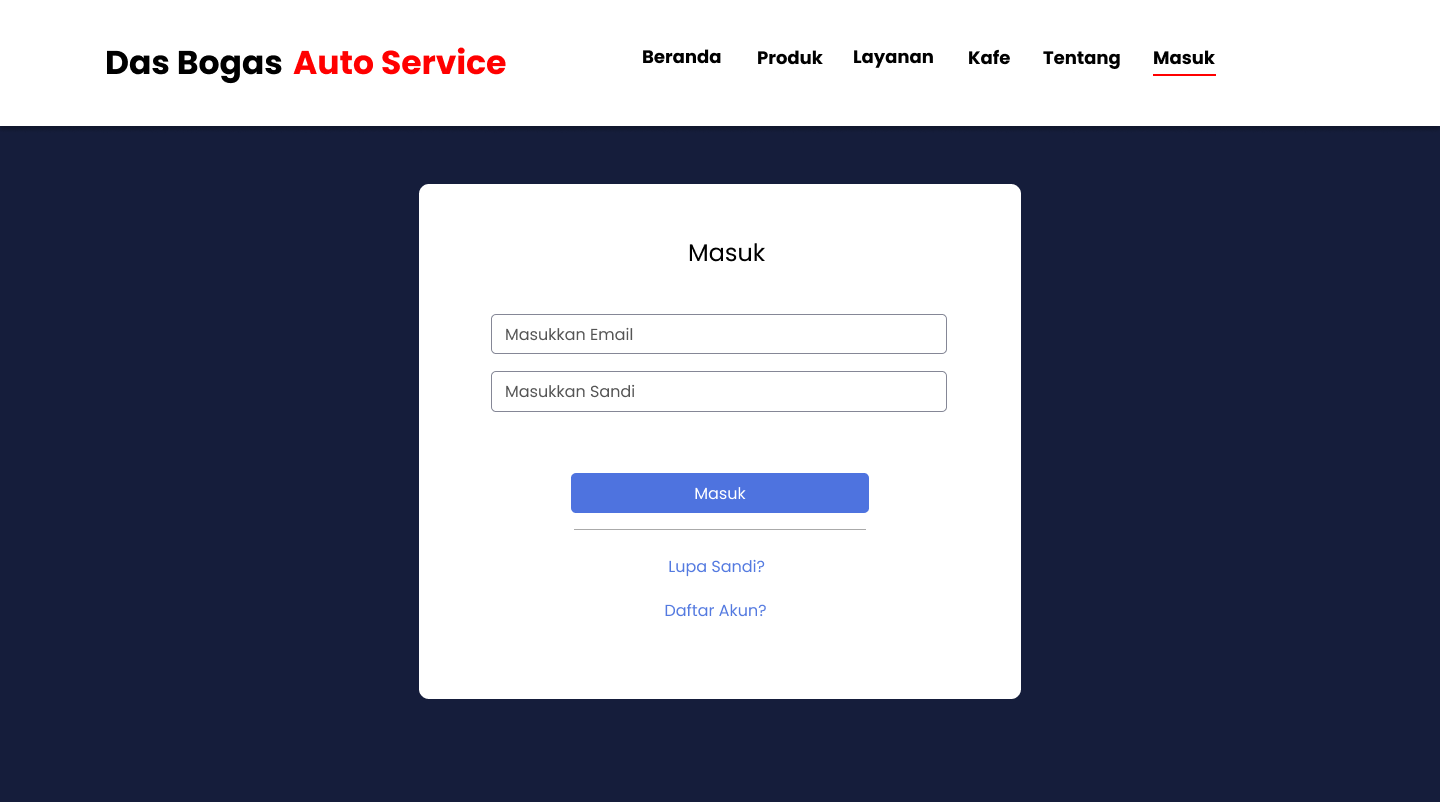 Das Bogas Auto Service
Beranda Produk Layanan Kafe Tentang Masuk
Masuk
Masukkan Email
Masukkan Sandi
Masuk
Lupa Sandi?
Daftar Akun?